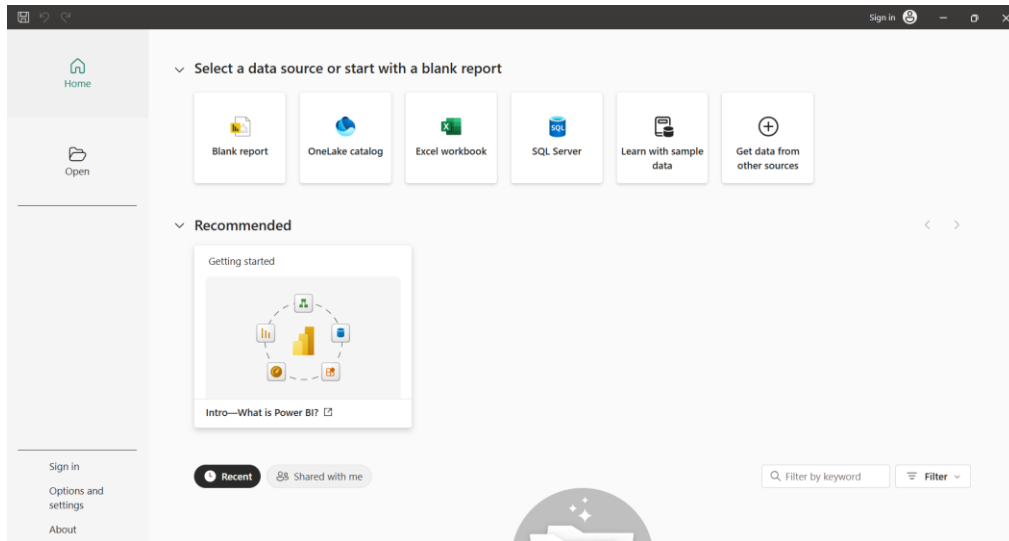 Sign in
Home
Open
Sign in
Options and
settings
About
Select a data source or start with a blank report
Blank report
OneLake catalog
Excel workbook
SQL
SQL Server
Learn with sample
data
Get data from
other sources
Recommended
Getting started
Intro—What is Power BI?
Recent
Shared with me
Filter by keyword
Filter